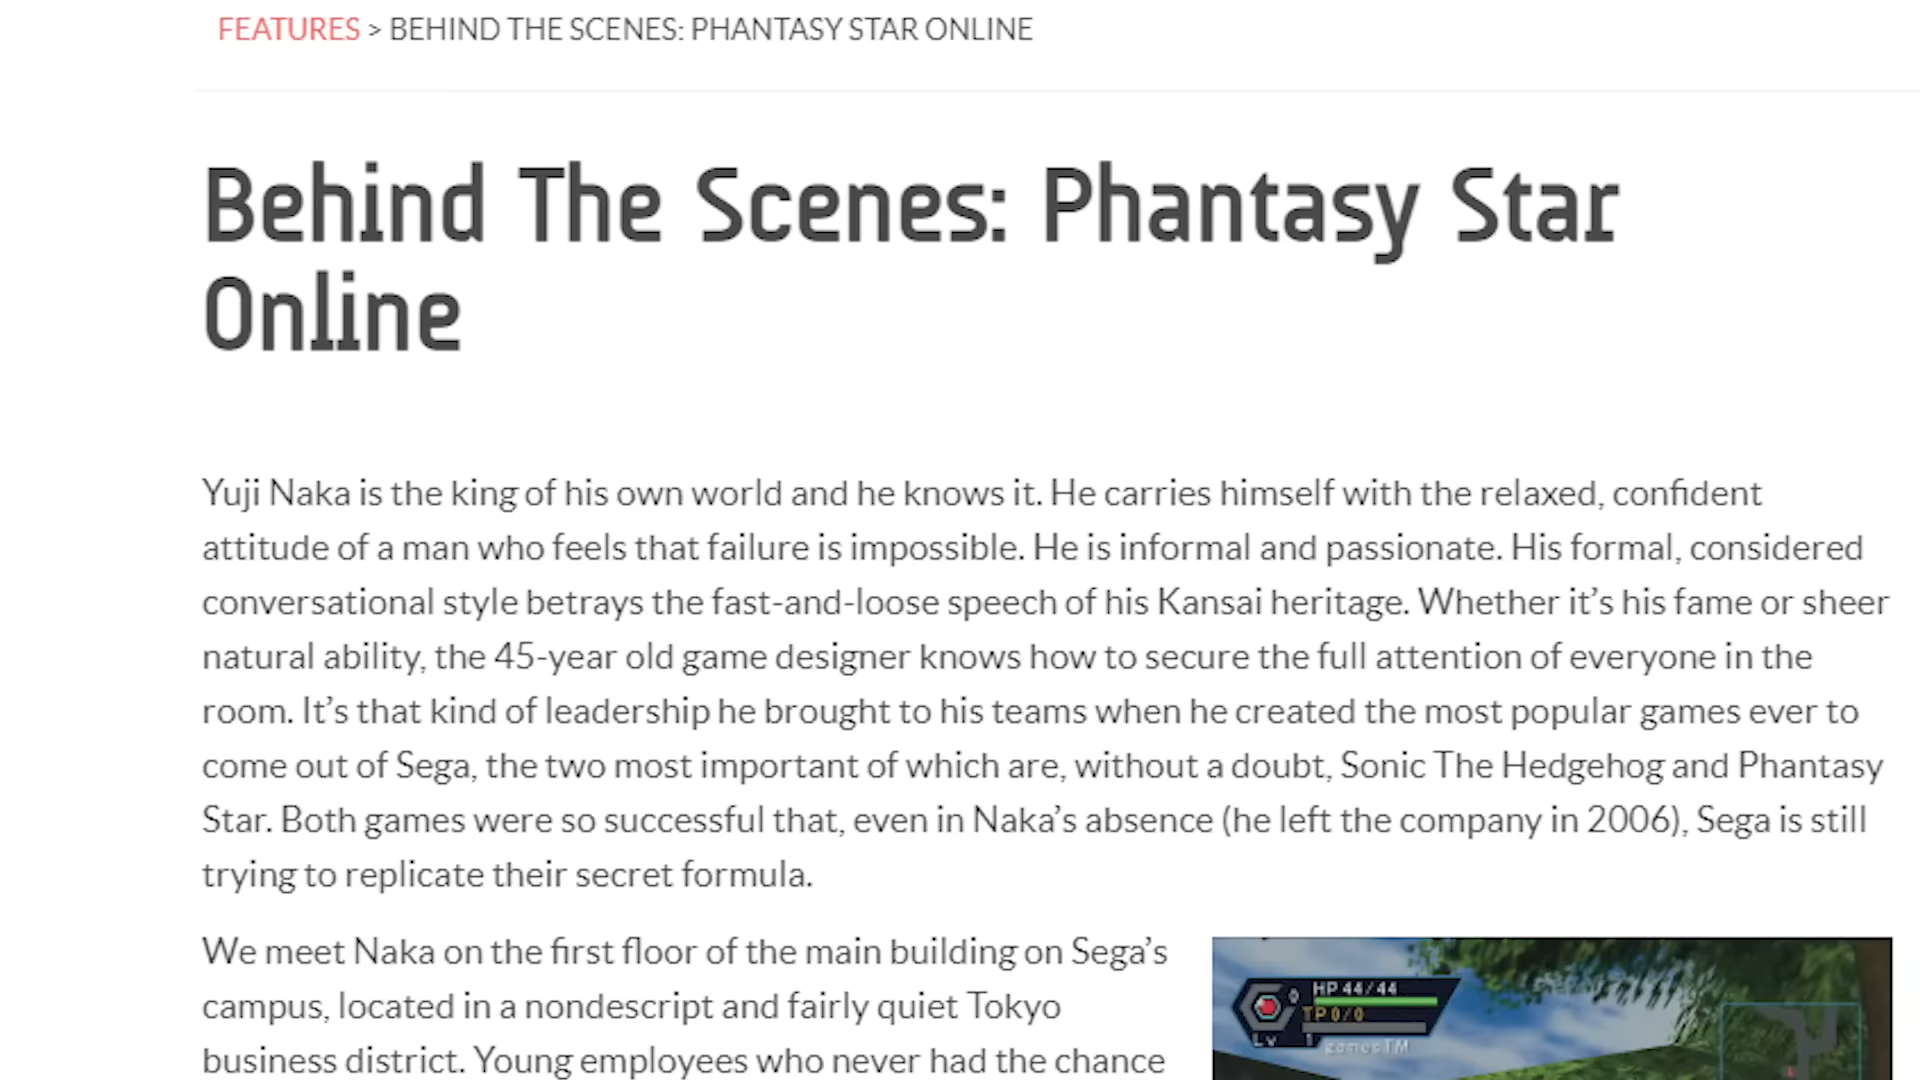 FEATURES > BEHIND THE SCENES: PHANTASY STAR ONLINE
Behind The Scenes: Phantasy Star
Online
Yuji Naka is the king of his own world and he knows it. He carries himself with the relaxed, confident
attitude of a man who feels that failure is impossible. He is informal and passionate. His formal, considered
conversational style betrays the fast-and-loose speech of his Kansai heritage. Whether it’s his fame or sheer
natural ability, the 45-year old game designer knows how to secure the full attention of everyone in the
room. It’s that kind of leadership he brought to his teams when he created the most popular games ever to
come out of Sega, the two most important of which are, without a doubt, Sonic The Hedgehog and Phantasy
Star. Both games were so successful that, even in Naka’s absence (he left the company in 2006), Sega is still
trying to replicate their secret formula.
We meet Naka on the first floor of the main building on Sega’s
campus, located in a nondescript and fairly quiet Tokyo
business district. Young employees who never had the chance
0 HP 44/44
TP 0/0
Lv 1
gamesTM